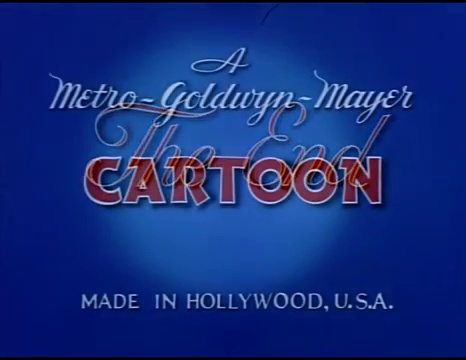 A
Metro-Goldwyn-Mayer
The End
CARTOON
MADE IN HOLLYWOOD, U.S.A.